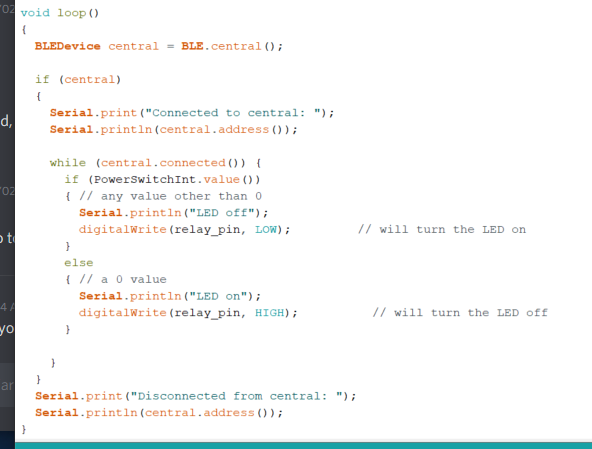 void loop()
{
  BLEDevice central = BLE.central();

  if (central)
  {
    Serial.print("Connected to central: ");
    Serial.println(central.address());

    while (central.connected()) {
      if (PowerSwitchInt.value())
      { // any value other than 0
        Serial.println("LED off");
        digitalWrite(relay_pin, LOW);         // will turn the LED on
      }
      else
      { // a 0 value
        Serial.println("LED on");
        digitalWrite(relay_pin, HIGH);          // will turn the LED off
      }

    }
  }
  Serial.print("Disconnected from central: ");
  Serial.println(central.address());
}